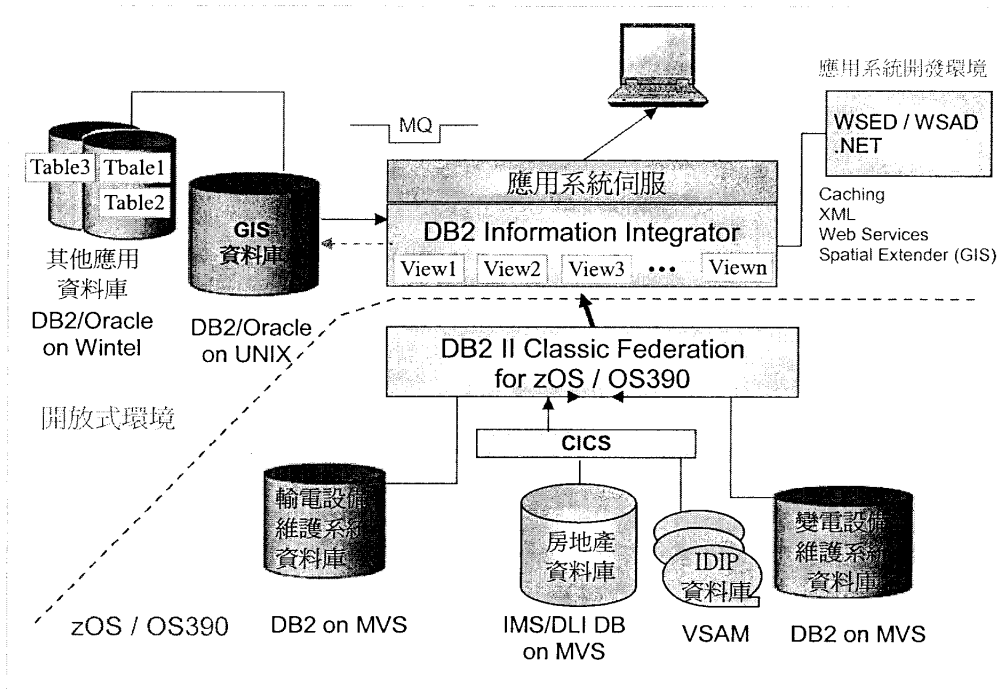 應用系統開發環境
WSED / WSAD
.NET
Caching
XML
Web Services
Spatial Extender (GIS)
MQ
應用系統伺服
DB2 Information Integrator
View1 View2 View3 ••• Viewn
Table3
Tbale1
Table2
其他應用
資料庫
DB2/Oracle
on Wintel
GIS
資料庫
DB2/Oracle
on UNIX
DB2 II Classic Federation
for zOS / OS390
開放式環境
CICS
輸電設備
維護系統
資料庫
房地產
資料庫
IDIP
資料庫
變電設備
維護系統
資料庫
zOS / OS390
DB2 on MVS
IMS/DLI DB
on MVS
VSAM
DB2 on MVS